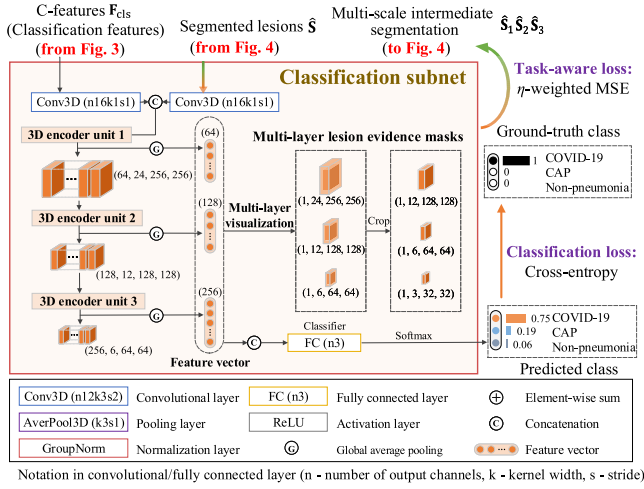 C-features F_cls
(Classification features)
(from Fig. 3)
Segmented lesions Ŝ
(from Fig. 4)
Multi-scale intermediate
segmentation
(to Fig. 4)
ŝ₁ŝ₂ŝ₃
Classification subnet
Task-aware loss:
η-weighted MSE
Conv3D (n16k1s1)
C
Conv3D (n16k1s1)
3D encoder unit 1
G
(64)
(64, 24, 256, 256)
3D encoder unit 2
G
(128)
(128, 12, 128, 128)
3D encoder unit 3
G
(256)
(256, 6, 64, 64)
Feature vector
Multi-layer
visualization
Multi-layer lesion evidence masks
(1, 24, 256, 256)
(1, 12, 128, 128)
(1, 6, 64, 64)
Crop
(1, 12, 128, 128)
(1, 6, 64, 64)
(1, 3, 32, 32)
C
Classifier
FC (n3)
Softmax
Ground-truth class
1 COVID-19
0 CAP
0 Non-pneumonia
Classification loss:
Cross-entropy
0.75 COVID-19
0.19 CAP
0.06 Non-pneumonia
Predicted class
Conv3D (n12k3s2) Convolutional layer
FC (n3) Fully connected layer
Element-wise sum
AverPool3D (k3s1) Pooling layer
ReLU Activation layer
C Concatenation
GroupNorm Normalization layer
G Global average pooling
Feature vector
Notation in convolutional/fully connected layer (n - number of output channels, k - kernel width, s - stride)